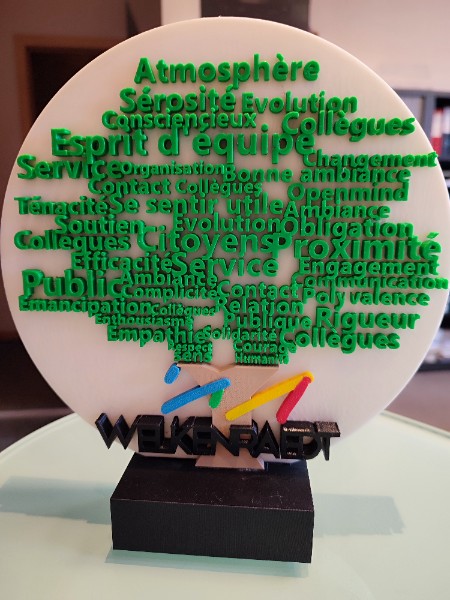 Atmosphère
Sérosité Evolution
Consciencieux Collègues
Esprit d'équipe
Changement
Service Organisation Bonne ambiance
Contact Collègues Openmind
Ténacité Se sentir utile Ambiance
Soutien Evolution Obligation
Collègues Citoyens Proximité
Efficacité Service Engagement
Public Ambiance Communication
Complicité Contact Polyvalence
Emancipation Collègues Relation
Enthousiasme Publique Rigueur
Empathie Solidarité Collègues
Respect Courage
sens Humanité
WELKENRAEDT